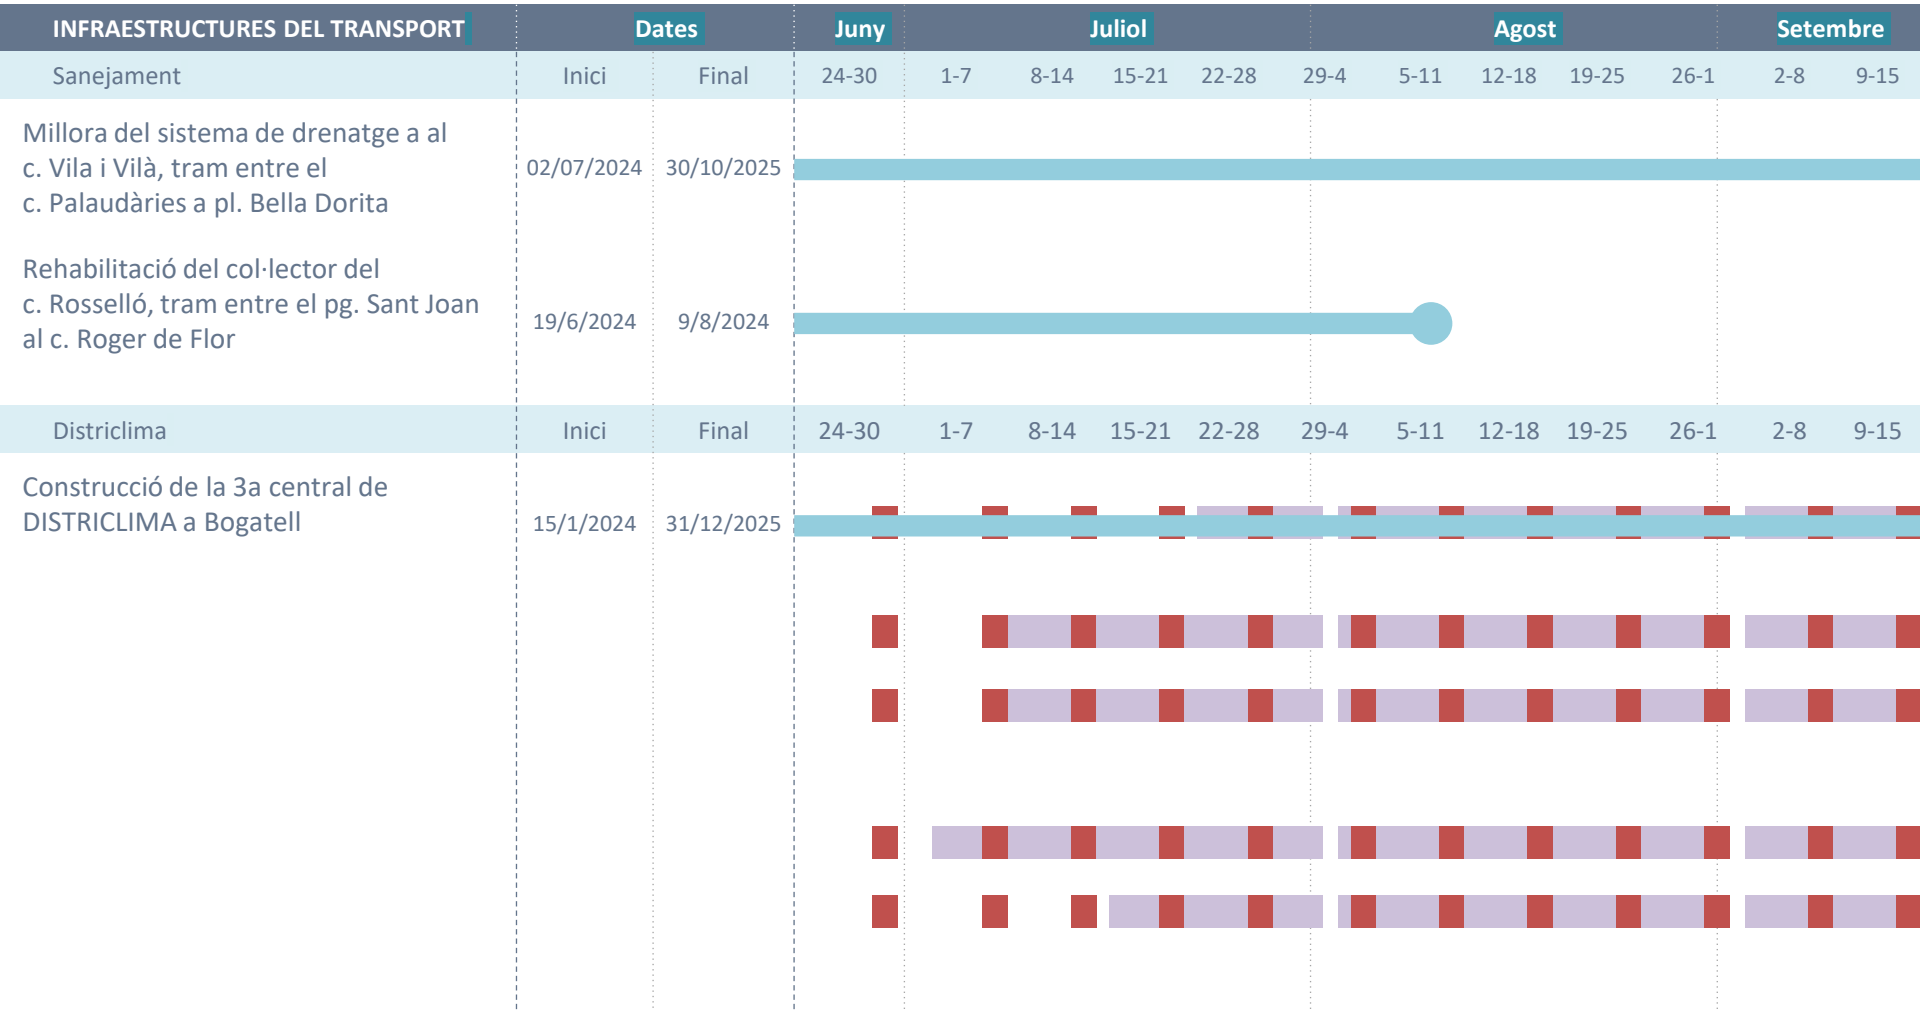 INFRAESTRUCTURES DEL TRANSPORT Dates Juny Juliol Agost Setembre
Sanejament Inici Final 24-30 1-7 8-14 15-21 22-28 29-4 5-11 12-18 19-25 26-1 2-8 9-15
Millora del sistema de drenatge a al
c. Vila i Vilà, tram entre el
c. Palaudàries a pl. Bella Dorita
02/07/2024 30/10/2025
Rehabilitació del col·lector del
c. Rosselló, tram entre el pg. Sant Joan
al c. Roger de Flor
19/6/2024 9/8/2024
Districlima Inici Final 24-30 1-7 8-14 15-21 22-28 29-4 5-11 12-18 19-25 26-1 2-8 9-15
Construcció de la 3a central de
DISTRICLIMA a Bogatell
15/1/2024 31/12/2025